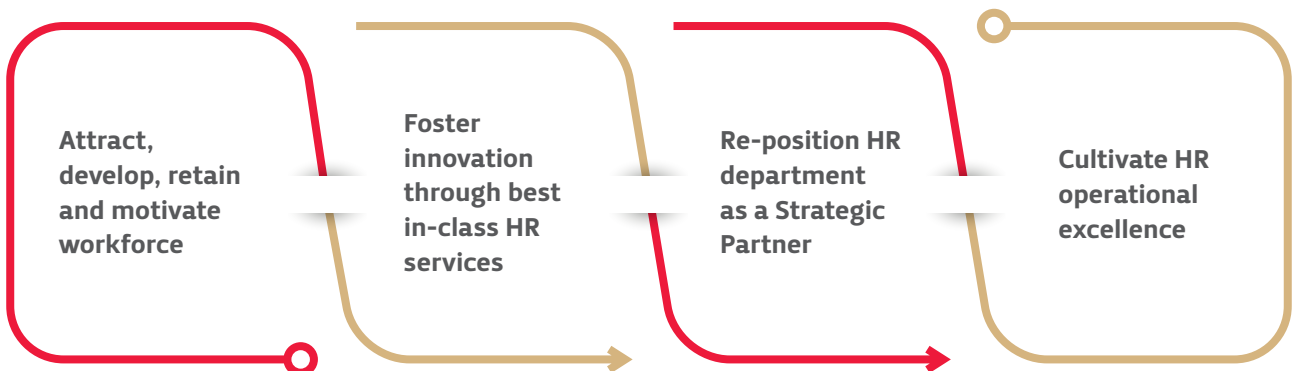 Attract,
develop, retain
and motivate
workforce
Foster
innovation
through best
in-class HR
services
Re-position HR
department
as a Strategic
Partner
Cultivate HR
operational
excellence